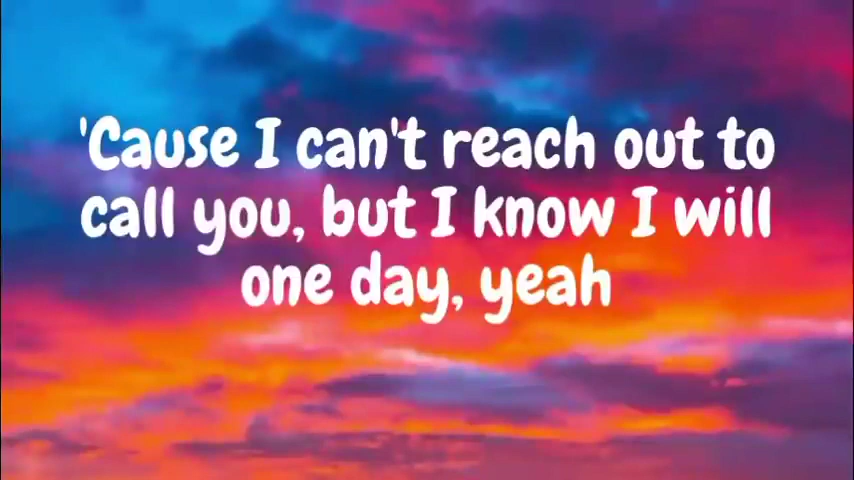 'Cause I can't reach out to
call you, but I know I will
one day, yeah